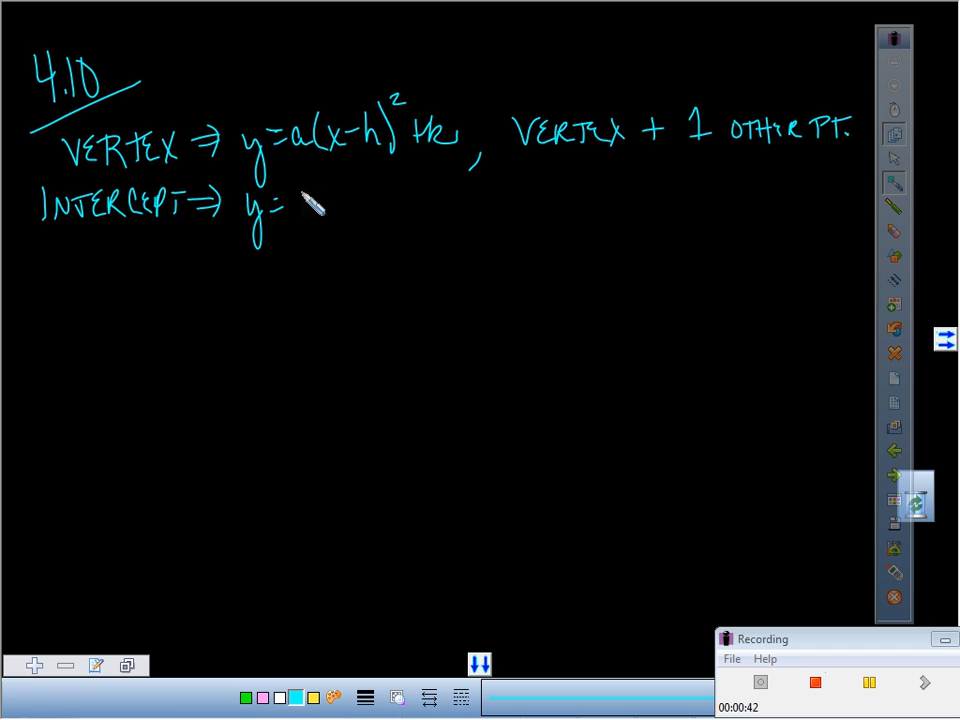 4.10
VERTEX ⇒ y=a(x-h)²+k, VERTEX + 1 OTHER PT.
INTERCEPT ⇒ y=
Recording
File Help
00:00:42